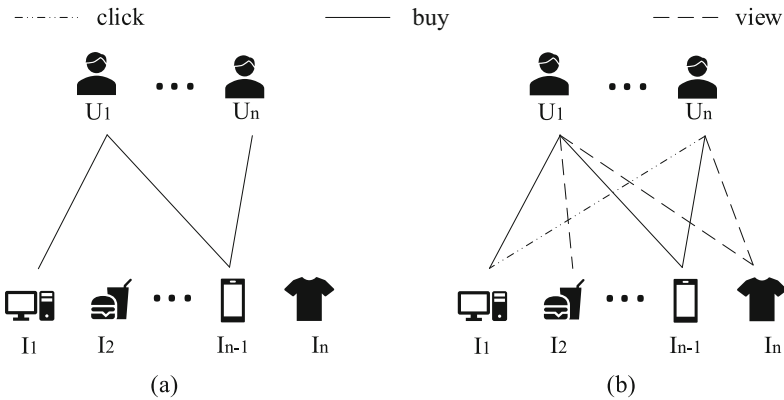 click buy view
U1 Un U1 Un
I1 I2 In-1 In I1 I2 In-1 In
(a) (b)